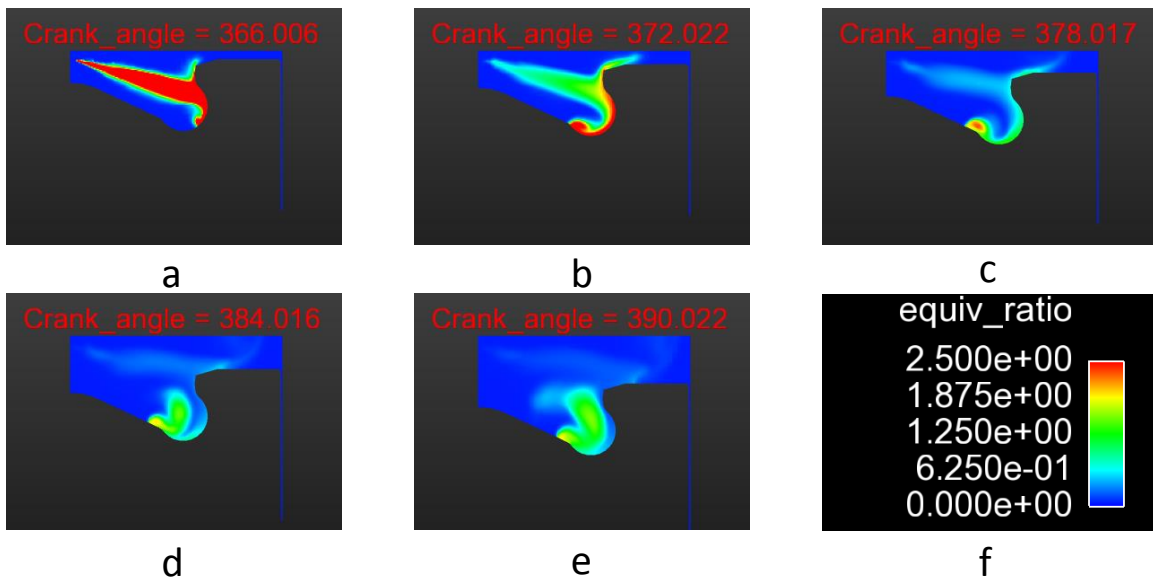 Crank_angle = 366.006
Crank_angle = 372.022
Crank_angle = 378.017
a
b
c
Crank_angle = 384.016
Crank_angle = 390.022
equiv_ratio
2.500e+00
1.875e+00
1.250e+00
6.250e-01
0.000e+00
d
e
f